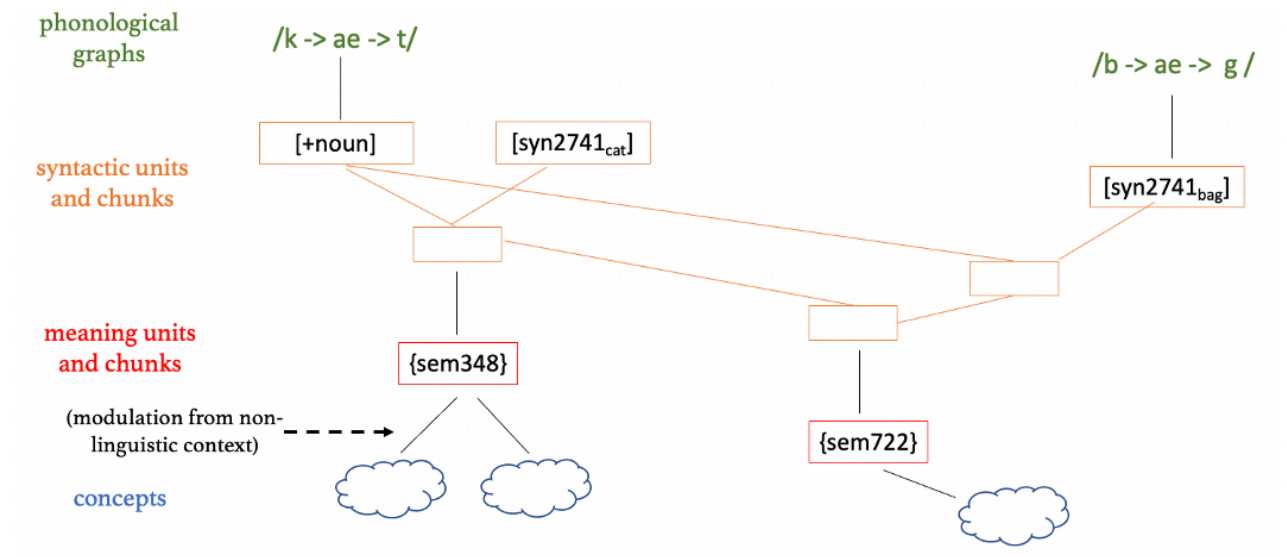 phonological
graphs
/k -> ae -> t/
/b -> ae -> g /
[+noun]
[syn2741cat]
syntactic units
and chunks
[syn2741bag]
meaning units
and chunks
{sem348}
(modulation from non-
linguistic context)
{sem722}
concepts